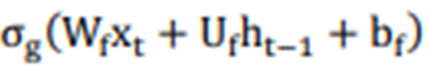 σg(Wfxt + Ufht−1 + bf)